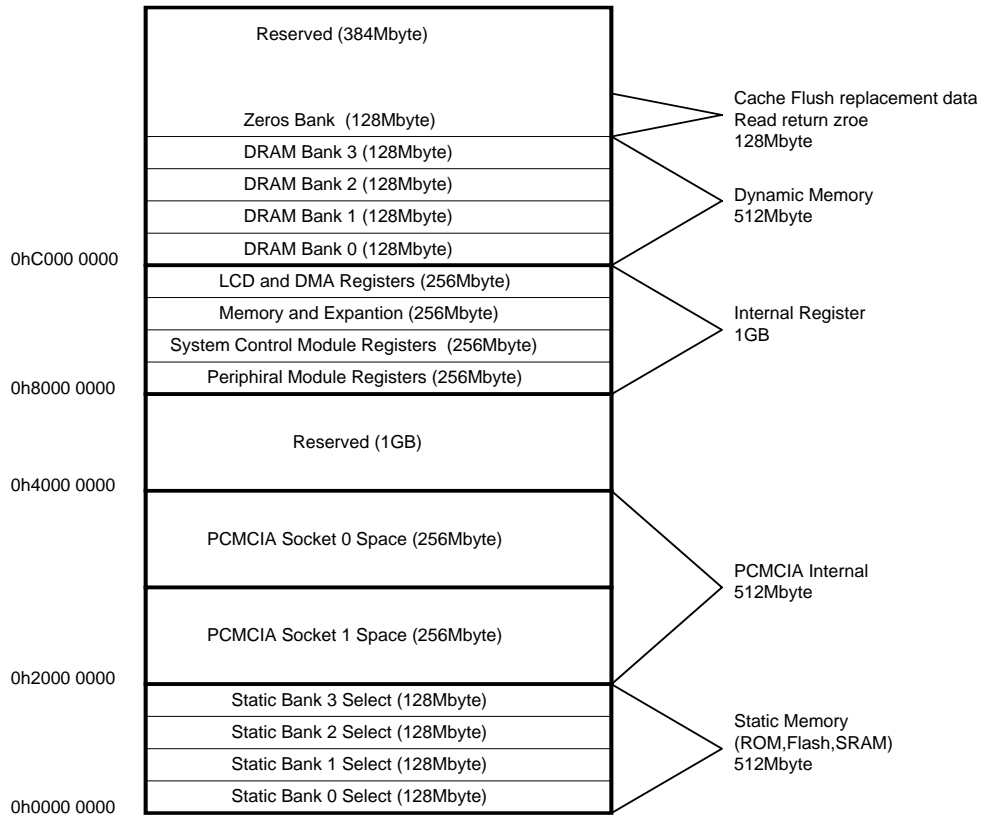 Reserved (384Mbyte)
Zeros Bank (128Mbyte)
Cache Flush replacement data
Read return zroe
128Mbyte
DRAM Bank 3 (128Mbyte)
DRAM Bank 2 (128Mbyte)
DRAM Bank 1 (128Mbyte)
DRAM Bank 0 (128Mbyte)
Dynamic Memory
512Mbyte
0hC000 0000
LCD and DMA Registers (256Mbyte)
Memory and Expantion (256Mbyte)
System Control Module Registers (256Mbyte)
Periphiral Module Registers (256Mbyte)
Internal Register
1GB
0h8000 0000
Reserved (1GB)
0h4000 0000
PCMCIA Socket 0 Space (256Mbyte)
PCMCIA Socket 1 Space (256Mbyte)
PCMCIA Internal
512Mbyte
0h2000 0000
Static Bank 3 Select (128Mbyte)
Static Bank 2 Select (128Mbyte)
Static Bank 1 Select (128Mbyte)
Static Bank 0 Select (128Mbyte)
Static Memory
(ROM,Flash,SRAM)
512Mbyte
0h0000 0000